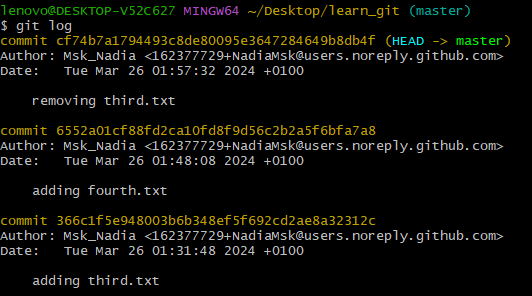 lenovo@DESKTOP-V52C627 MINGW64 ~/Desktop/learn_git (master)
$ git log
commit cf74b7a1794493c8de80095e3647284649b8db4f (HEAD -> master)
Author: Msk_Nadia <162377729+NadiaMsk@users.noreply.github.com>
Date:   Tue Mar 26 01:57:32 2024 +0100
    removing third.txt
commit 6552a01cf88fd2ca10fd8f9d56c2b2a5f6bfa7a8
Author: Msk_Nadia <162377729+NadiaMsk@users.noreply.github.com>
Date:   Tue Mar 26 01:48:08 2024 +0100
    adding fourth.txt
commit 366c1f5e948003b6b348ef5f692cd2ae8a32312c
Author: Msk_Nadia <162377729+NadiaMsk@users.noreply.github.com>
Date:   Tue Mar 26 01:31:48 2024 +0100
    adding third.txt